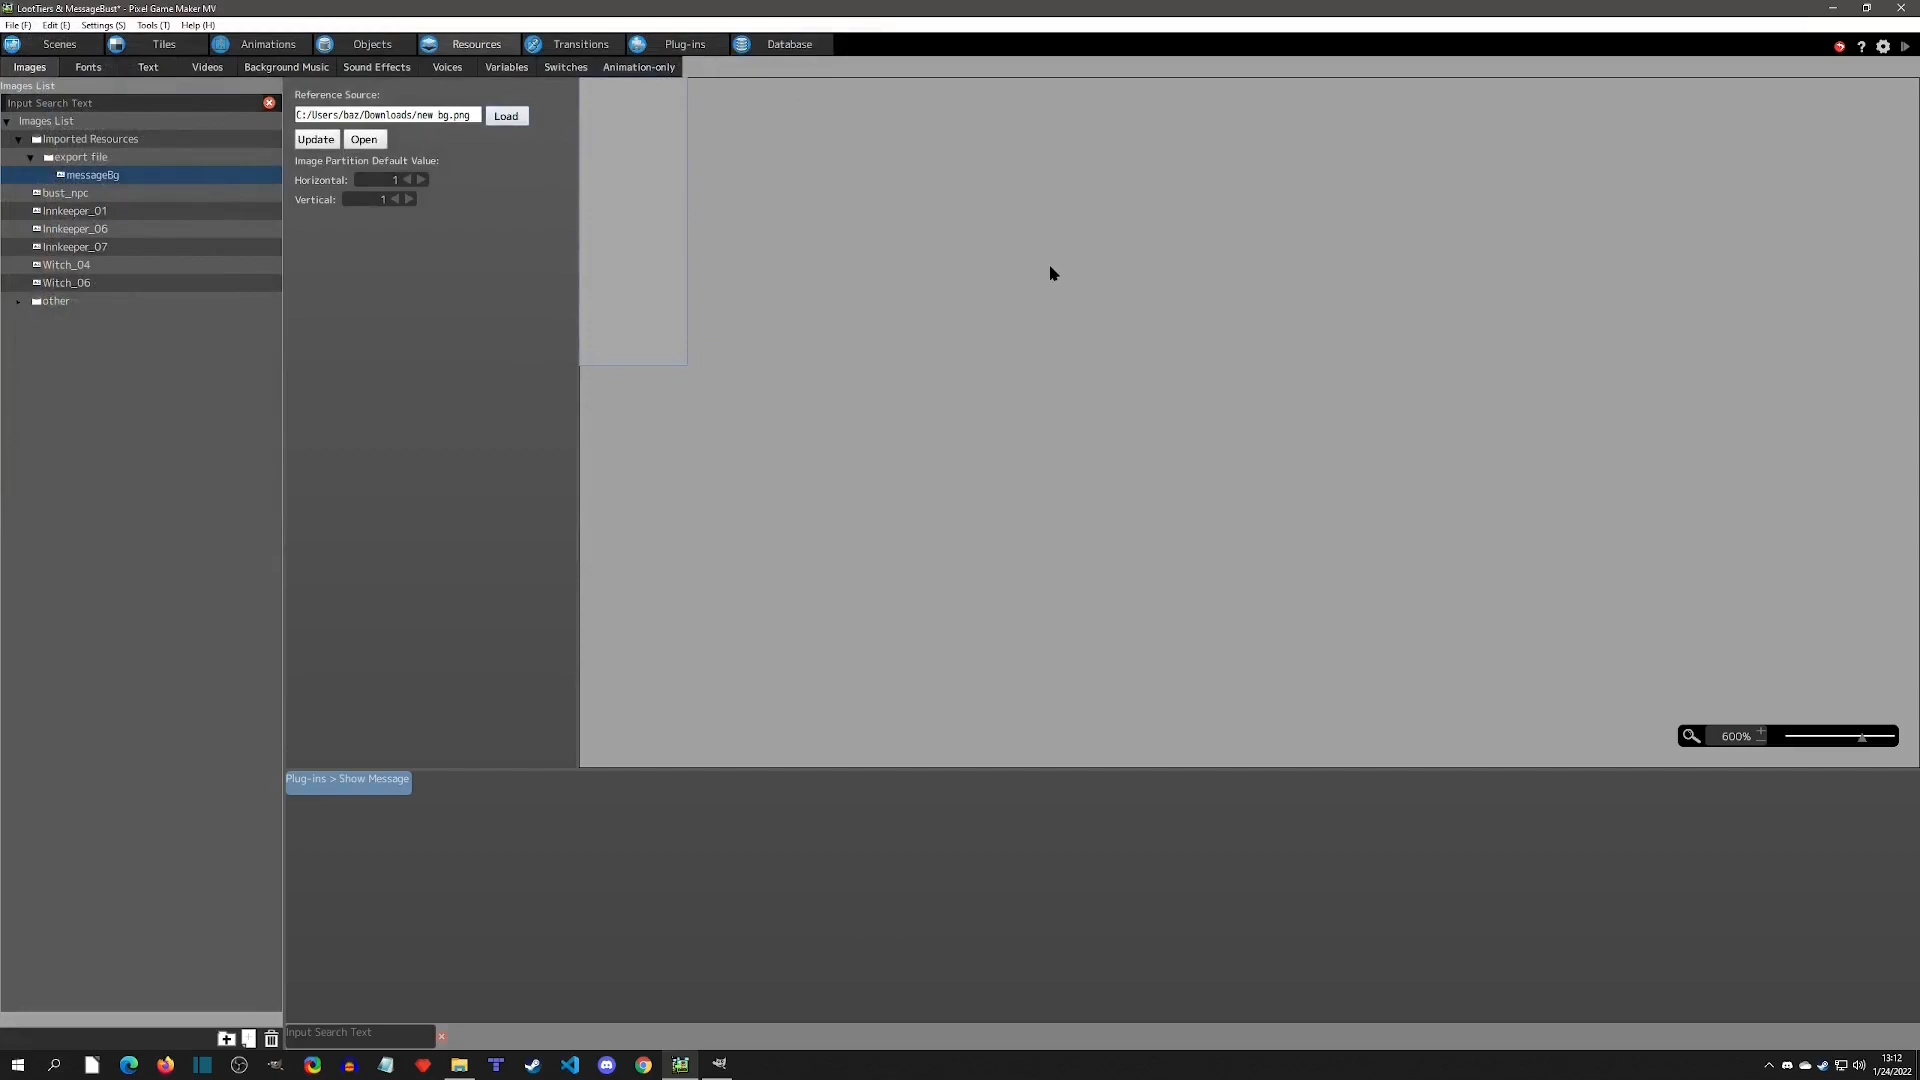 LootTiers & MessageBust* - Pixel Game Maker MV
File (F) Edit (E) Settings (S) Tools (T) Help (H)
Scenes Tiles Animations Objects Resources Transitions Plug-ins Database
Images Fonts Text Videos Background Music Sound Effects Voices Variables Switches Animation-only
Images List
Input Search Text
Images List
Imported Resources
export file
messageBg
bust_npc
Innkeeper_01
Innkeeper_06
Innkeeper_07
Witch_04
Witch_06
other
Reference Source:
C:/Users/baz/Downloads/new bg.png Load
Update Open
Image Partition Default Value:
Horizontal: 1
Vertical: 1
600%
Plug-ins > Show Message
Input Search Text
13:12
1/24/2022